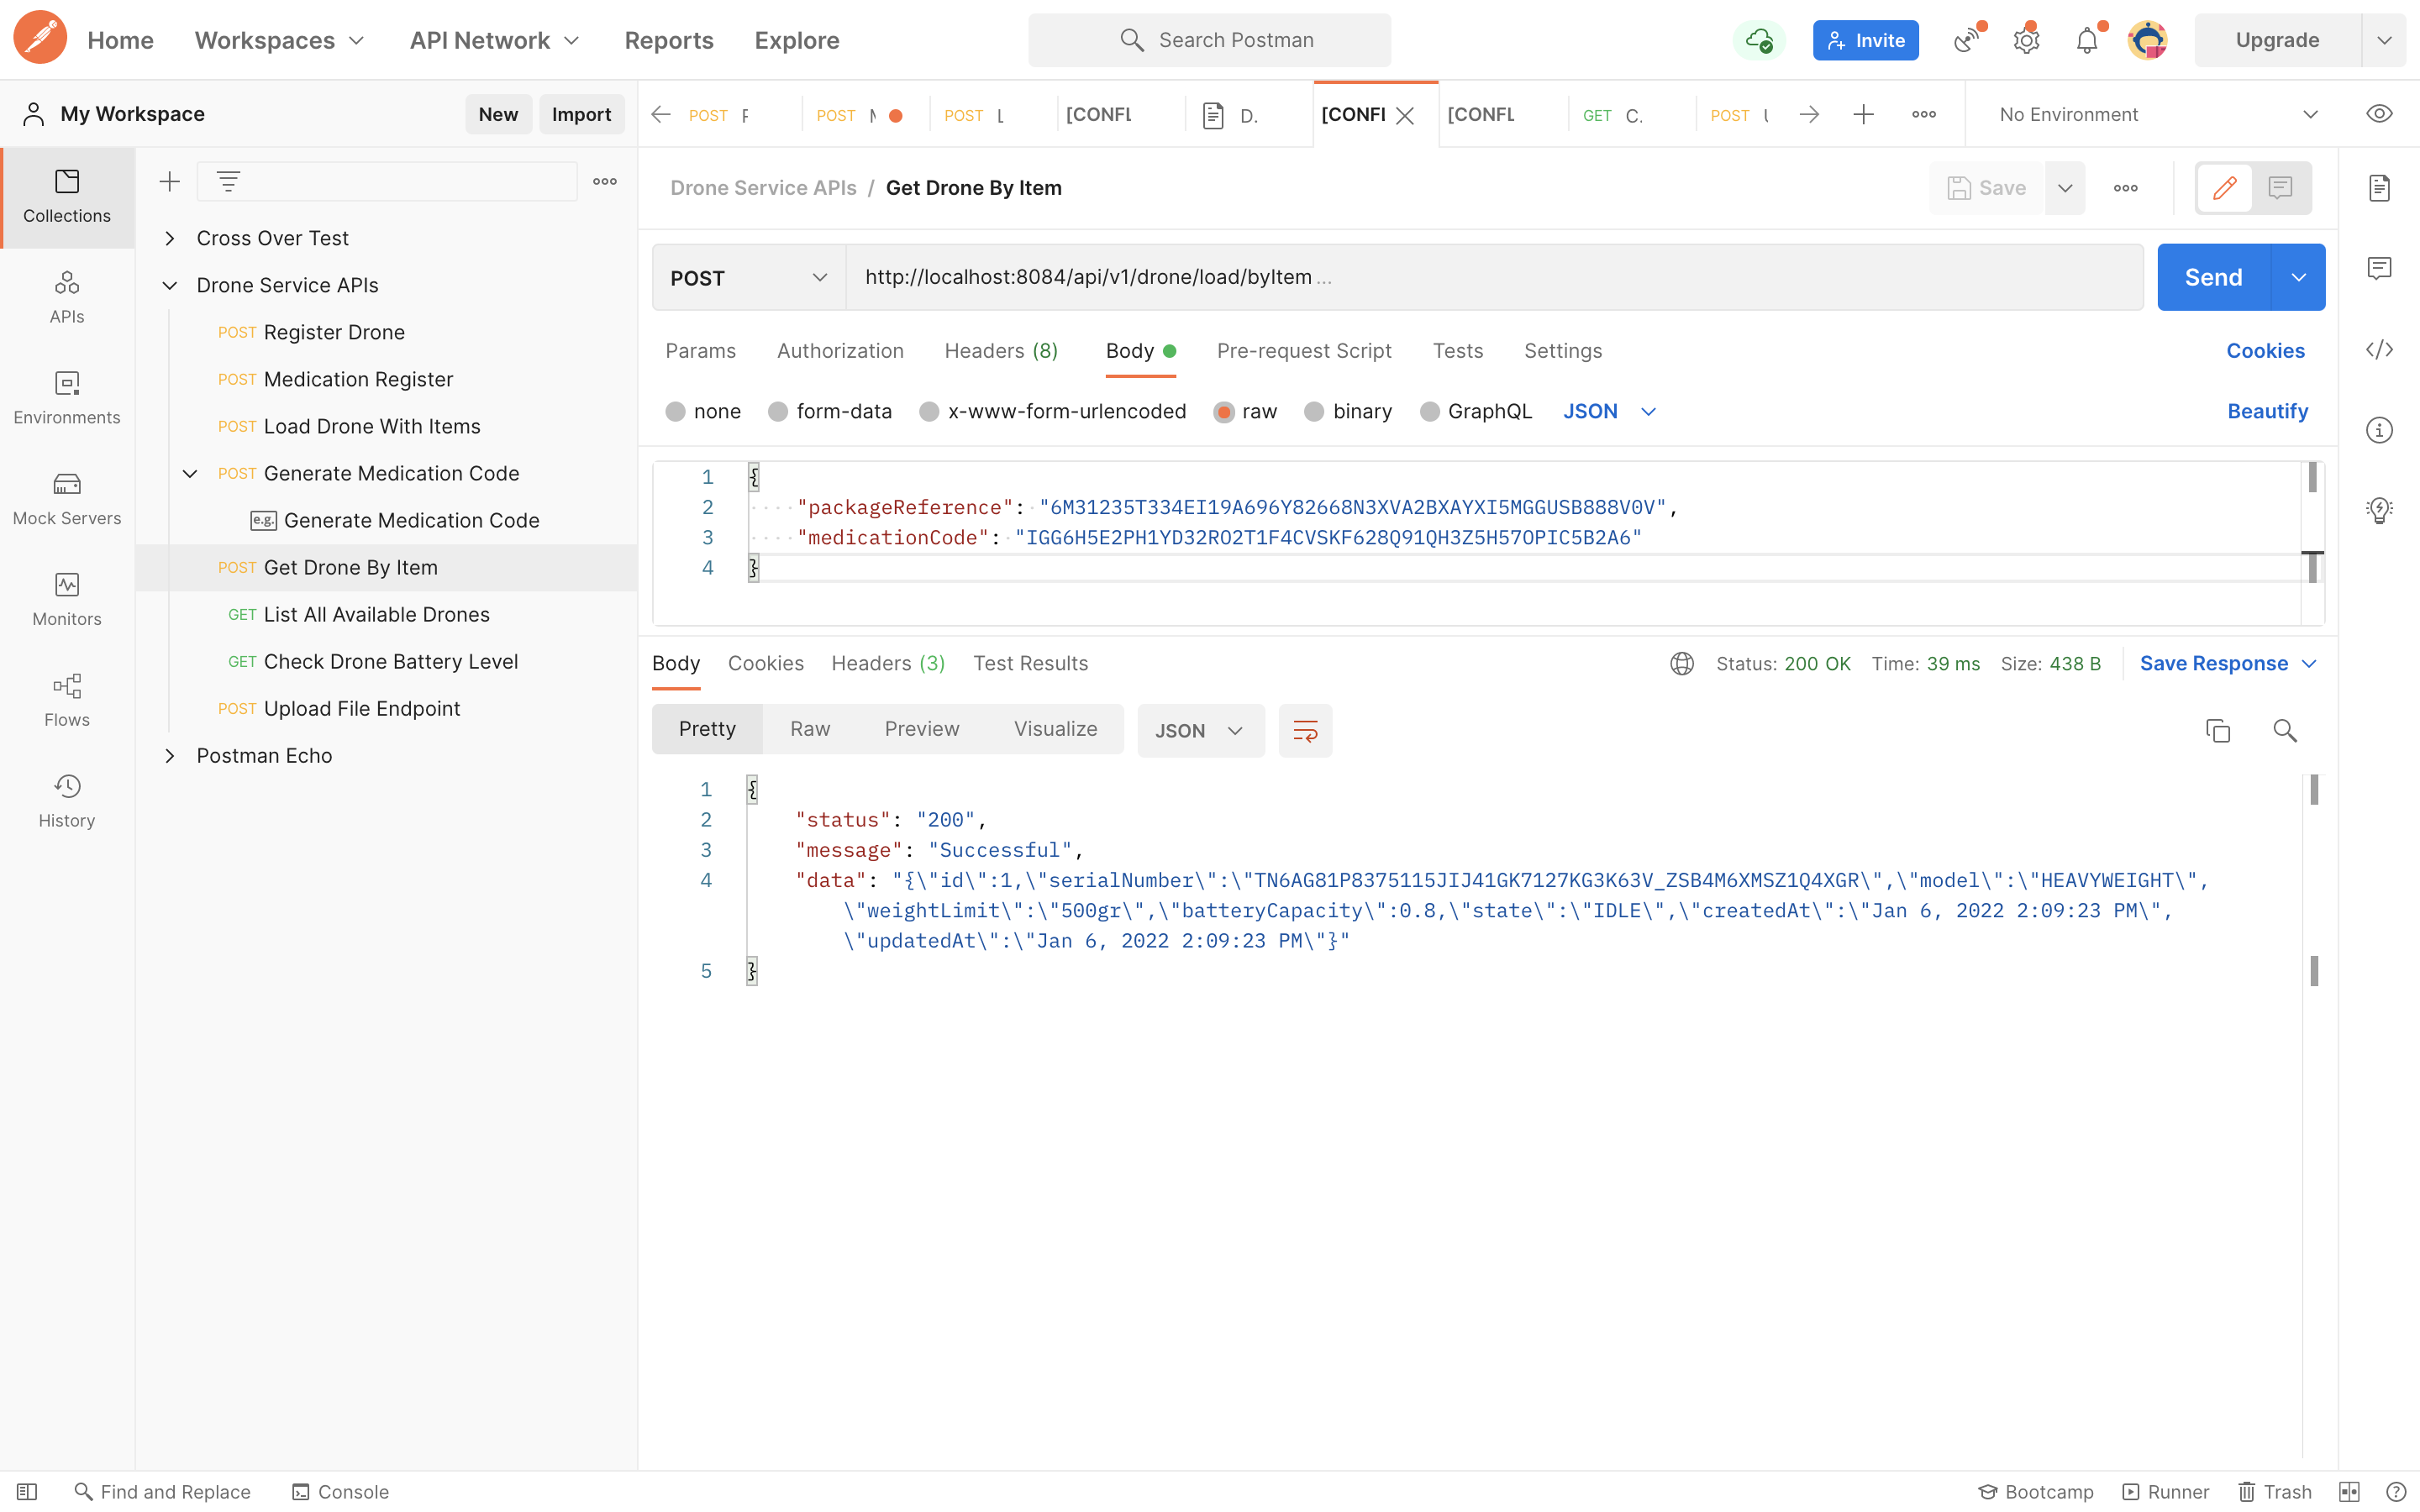 Home Workspaces API Network Reports Explore Search Postman Invite Upgrade
My Workspace New Import POST F POST M POST L [CONFL D. [CONFI [CONFL GET C. POST No Environment
Drone Service APIs / Get Drone By Item Save
Collections
APIs
Environments
Mock Servers
Monitors
Flows
History
Cross Over Test
Drone Service APIs
POST Register Drone
POST Medication Register
POST Load Drone With Items
POST Generate Medication Code
e.g. Generate Medication Code
POST Get Drone By Item
GET List All Available Drones
GET Check Drone Battery Level
POST Upload File Endpoint
Postman Echo
POST http://localhost:8084/api/v1/drone/load/byItem ... Send
Params Authorization Headers (8) Body Pre-request Script Tests Settings Cookies
none form-data x-www-form-urlencoded raw binary GraphQL JSON Beautify
1 {
2 "packageReference": "6M31235T334EI19A696Y82668N3XVA2BXAYXI5MGGUSB888V0V",
3 "medicationCode": "IGG6H5E2PH1YD32RO2T1F4CVSKF628Q91QH3Z5H57OPIC5B2A6"
4 }
Body Cookies Headers (3) Test Results Status: 200 OK Time: 39 ms Size: 438 B Save Response
Pretty Raw Preview Visualize JSON
1 {
2 "status": "200",
3 "message": "Successful",
4 "data": "{\"id\":1,\"serialNumber\":\"TN6AG81P8375115JIJ41GK7127KG3K63V_ZSB4M6XMSZ1Q4XGR\",\"model\":\"HEAVYWEIGHT\",
\"weightLimit\":\"500gr\",\"batteryCapacity\":0.8,\"state\":\"IDLE\",\"createdAt\":\"Jan 6, 2022 2:09:23 PM\",
\"updatedAt\":\"Jan 6, 2022 2:09:23 PM\"}"
5 }
Find and Replace Console Bootcamp Runner Trash